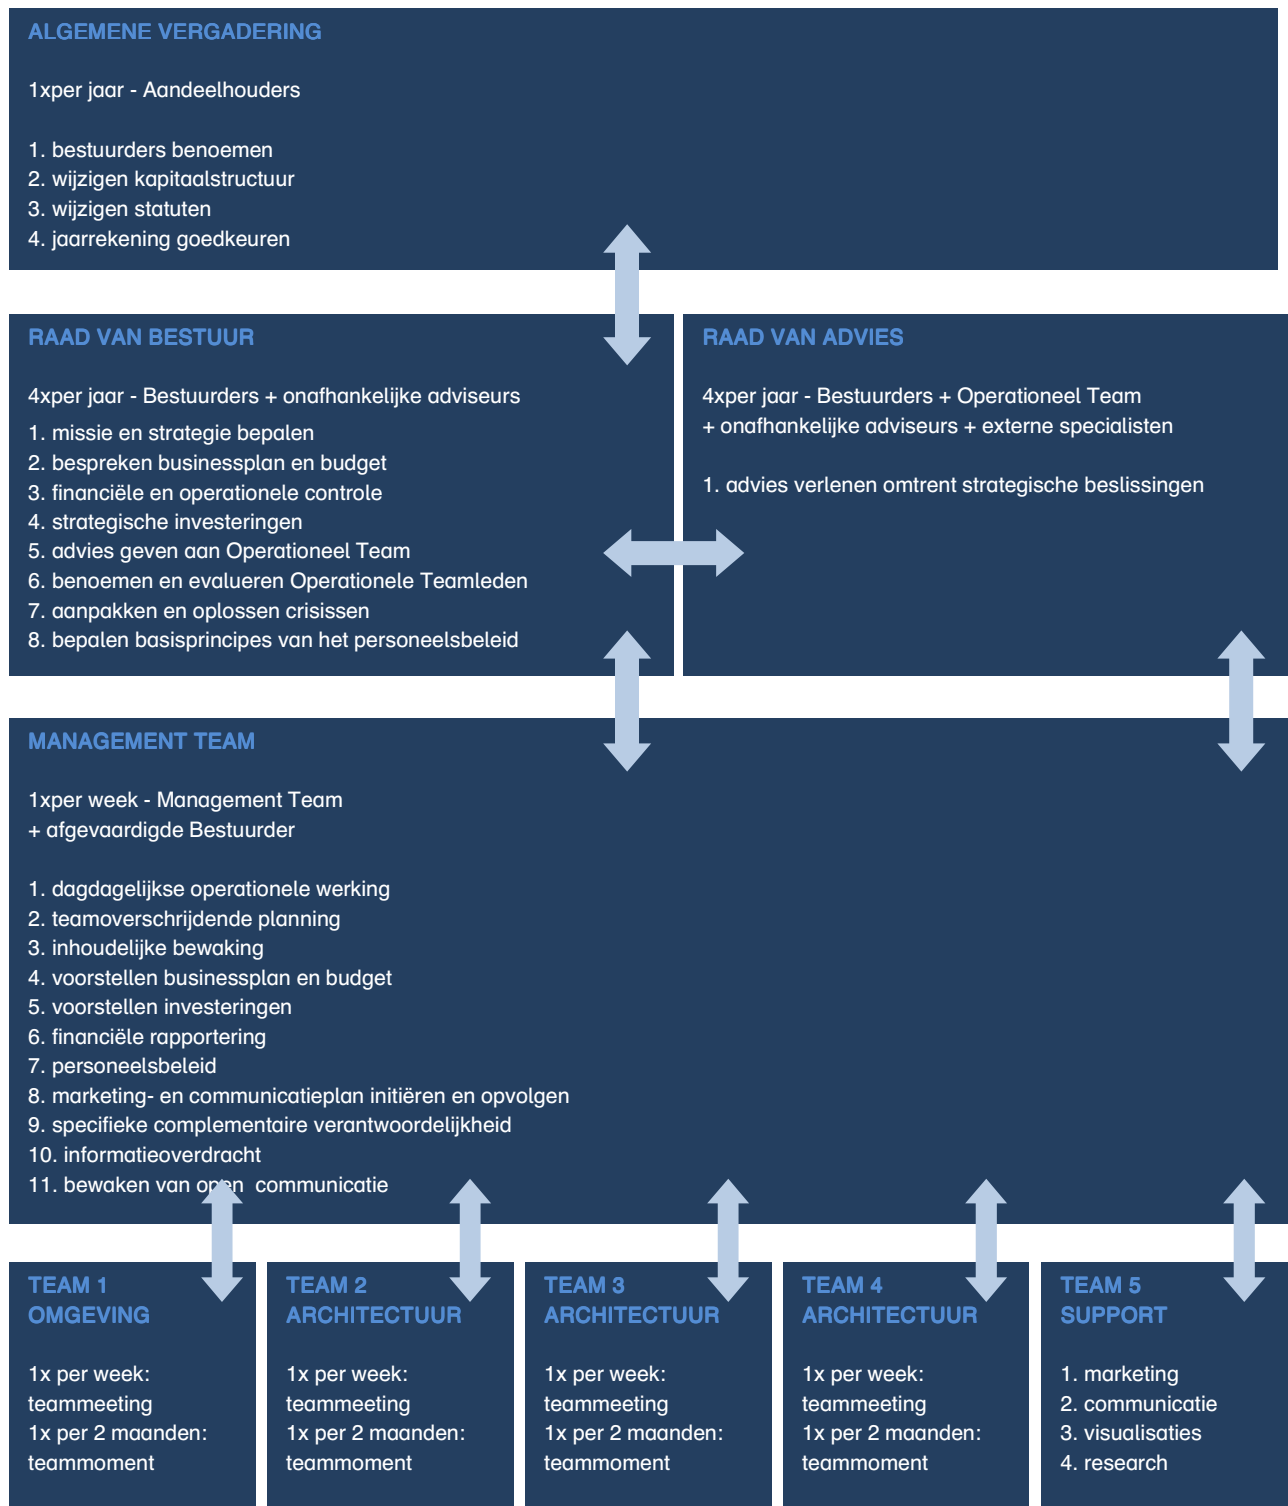 ALGEMENE VERGADERING
1xper jaar - Aandeelhouders
1. bestuurders benoemen
2. wijzigen kapitaalstructuur
3. wijzigen statuten
4. jaarrekening goedkeuren
RAAD VAN BESTUUR
4xper jaar - Bestuurders + onafhankelijke adviseurs
1. missie en strategie bepalen
2. bespreken businessplan en budget
3. financiële en operationele controle
4. strategische investeringen
5. advies geven aan Operationeel Team
6. benoemen en evalueren Operationele Teamleden
7. aanpakken en oplossen crisissen
8. bepalen basisprincipes van het personeelsbeleid
RAAD VAN ADVIES
4xper jaar - Bestuurders + Operationeel Team
+ onafhankelijke adviseurs + externe specialisten
1. advies verlenen omtrent strategische beslissingen
MANAGEMENT TEAM
1xper week - Management Team
+ afgevaardigde Bestuurder
1. dagdagelijkse operationele werking
2. teamoverschrijdende planning
3. inhoudelijke bewaking
4. voorstellen businessplan en budget
5. voorstellen investeringen
6. financiële rapportering
7. personeelsbeleid
8. marketing- en communicatieplan initiëren en opvolgen
9. specifieke complementaire verantwoordelijkheid
10. informatieoverdracht
11. bewaken van open  communicatie
TEAM 1
OMGEVING
1x per week:
teammeeting
1x per 2 maanden:
teammoment
TEAM 2
ARCHITECTUUR
1x per week:
teammeeting
1x per 2 maanden:
teammoment
TEAM 3
ARCHITECTUUR
1x per week:
teammeeting
1x per 2 maanden:
teammoment
TEAM 4
ARCHITECTUUR
1x per week:
teammeeting
1x per 2 maanden:
teammoment
TEAM 5
SUPPORT
1. marketing
2. communicatie
3. visualisaties
4. research